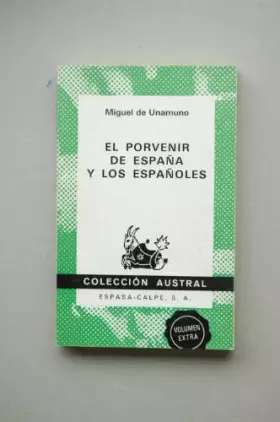 Miguel de Unamuno
EL PORVENIR
DE ESPAÑA
Y LOS ESPAÑOLES
COLECCIÓN AUSTRAL
ESPASA-CALPE, S. A.
VOLUMEN
EXTRA